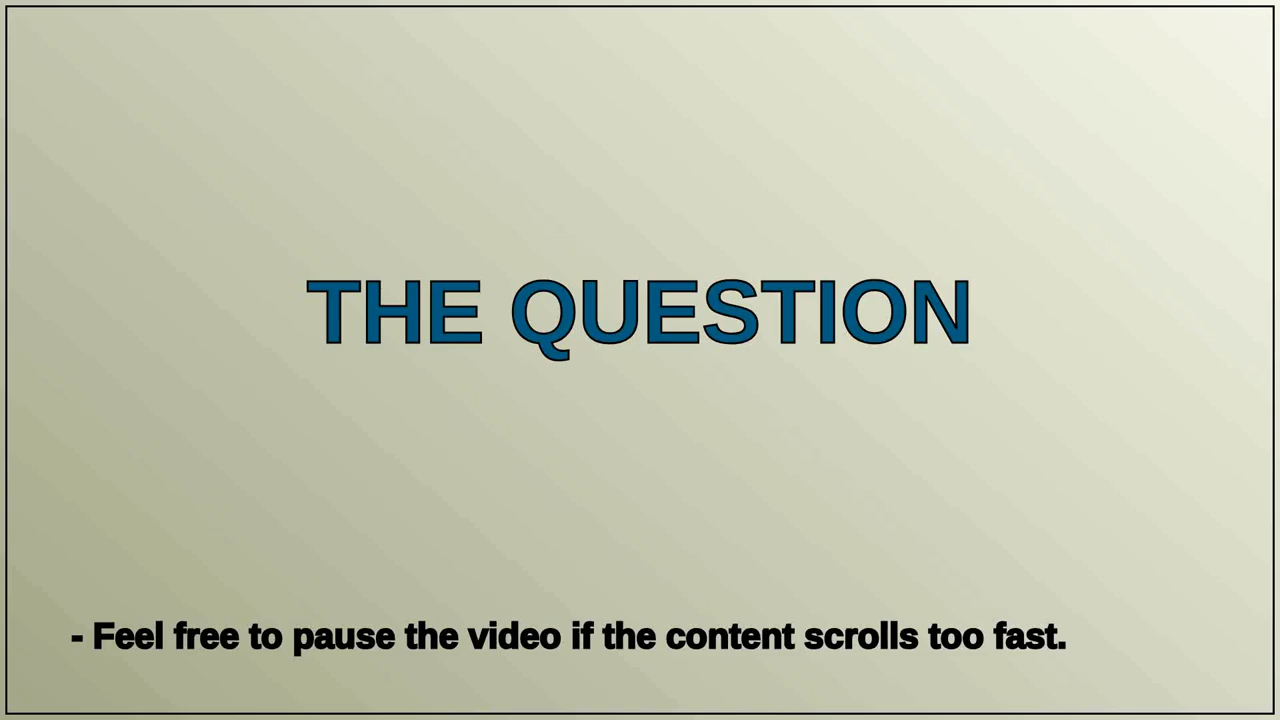 THE QUESTION
- Feel free to pause the video if the content scrolls too fast.